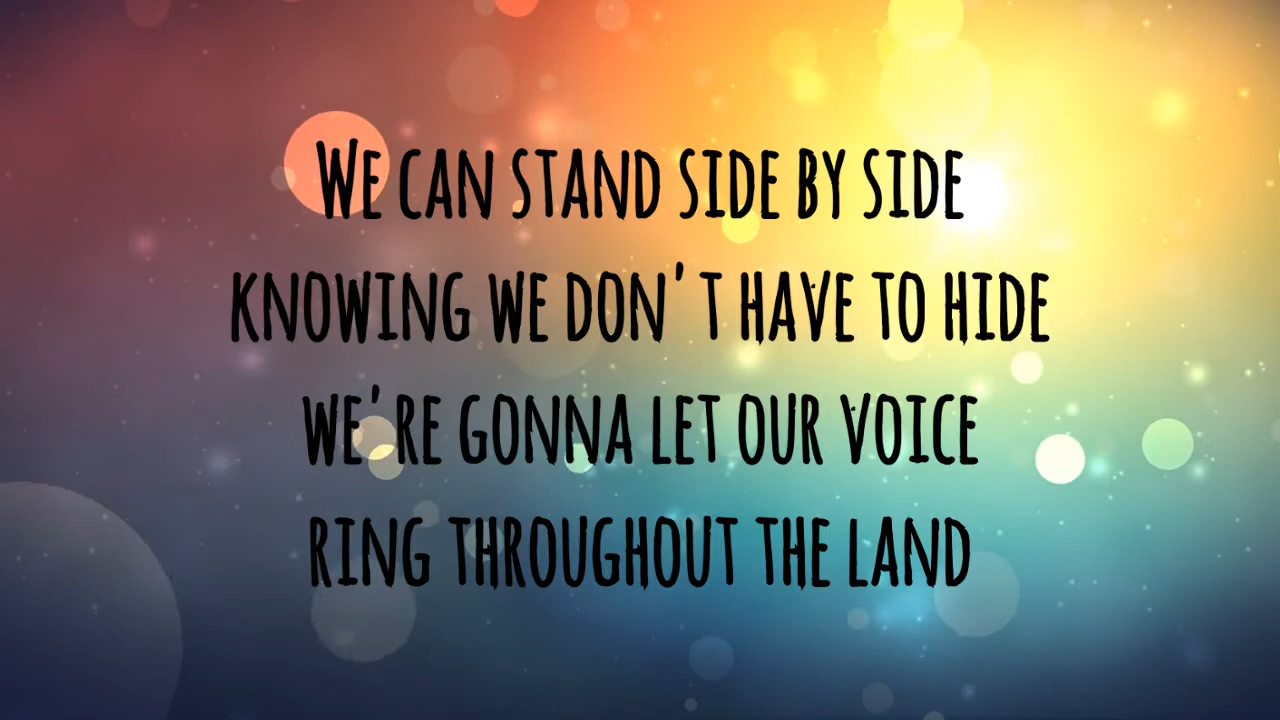 We can stand side by side
knowing we don't have to hide
we're gonna let our voice
ring throughout the land